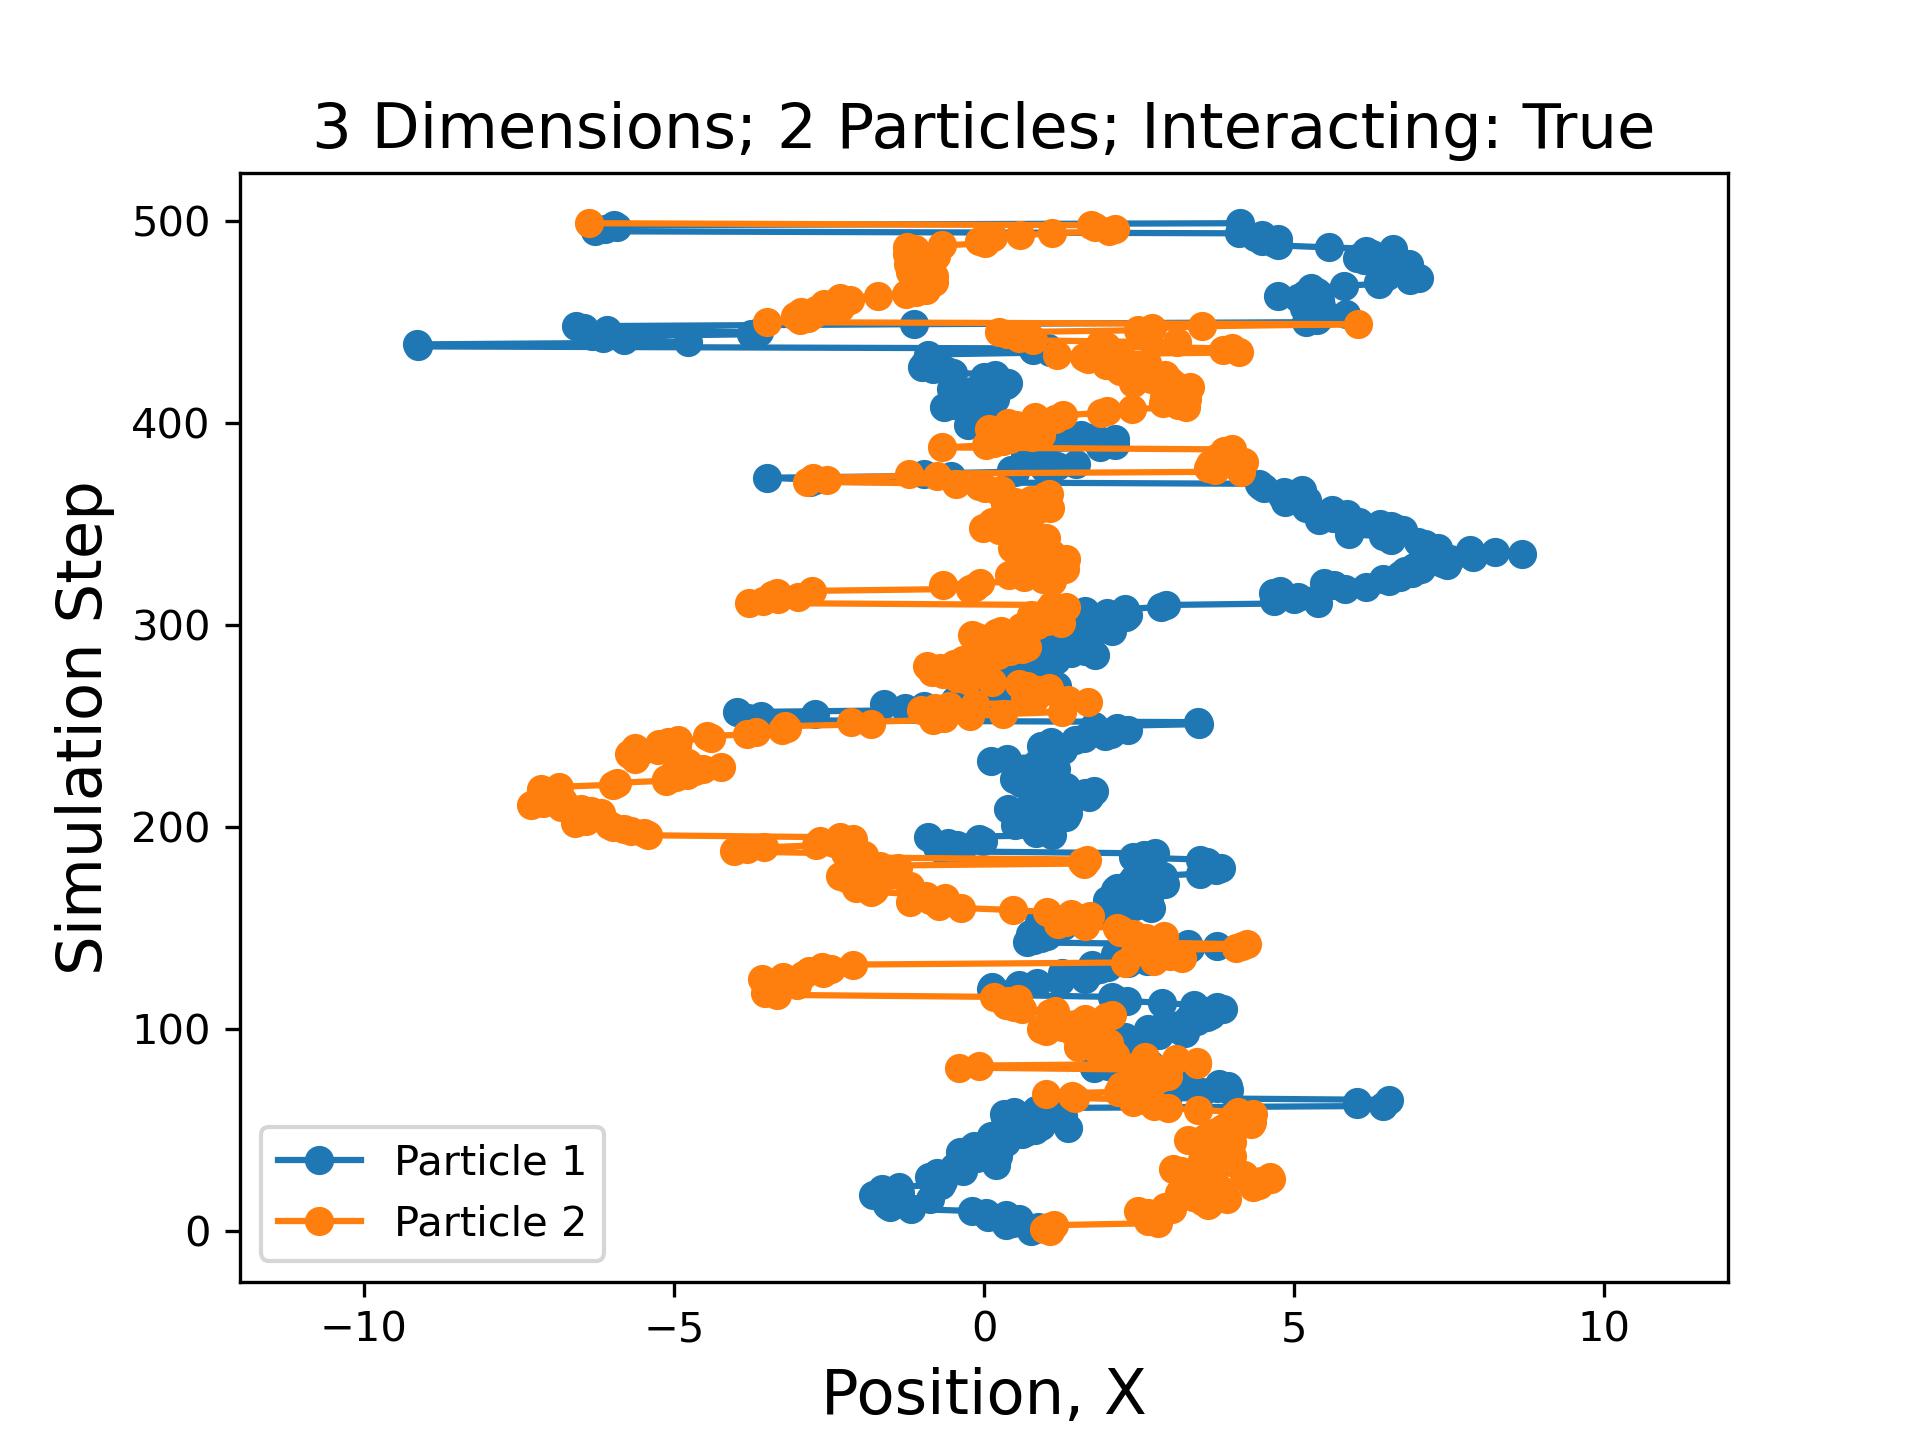 3 Dimensions; 2 Particles; Interacting: True
Simulation Step
500
400
300
200
100
0
Particle 1
Particle 2
−10
−5
0
5
10
Position, X